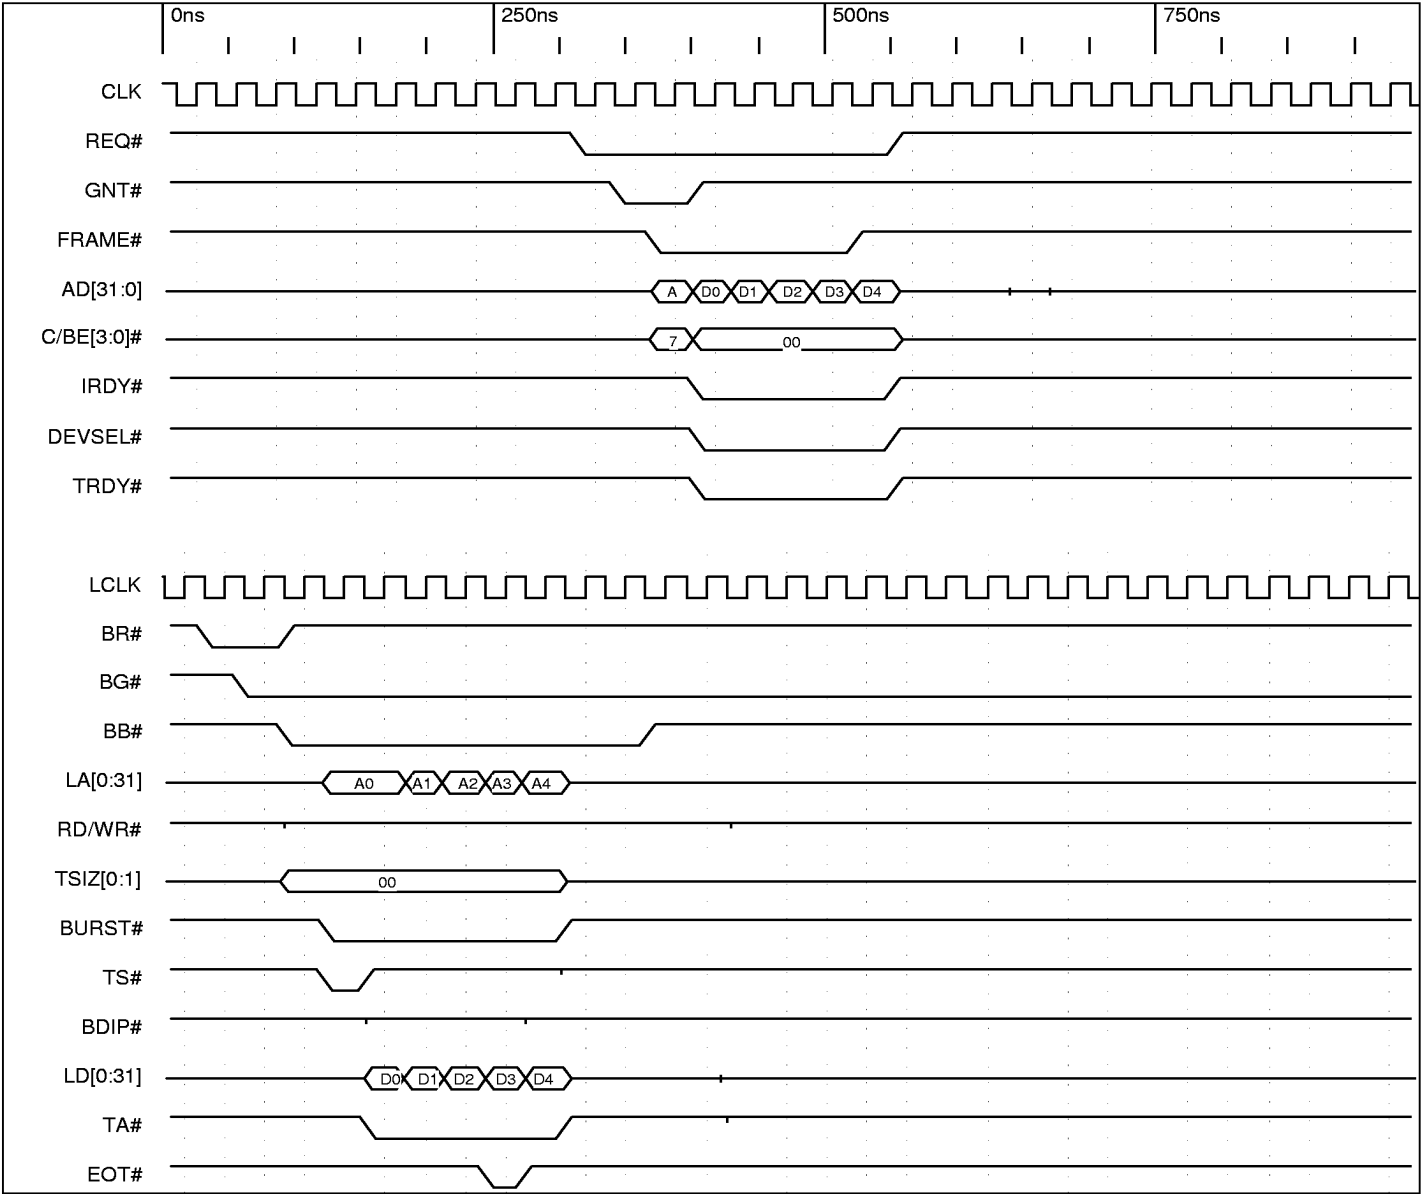 0ns 250ns 500ns 750ns
CLK
REQ#
GNT#
FRAME#
AD[31:0] A D0 D1 D2 D3 D4
C/BE[3:0]# 7 00
IRDY#
DEVSEL#
TRDY#
LCLK
BR#
BG#
BB#
LA[0:31] A0 A1 A2 A3 A4
RD/WR#
TSIZ[0:1] 00
BURST#
TS#
BDIP#
LD[0:31] D0 D1 D2 D3 D4
TA#
EOT#